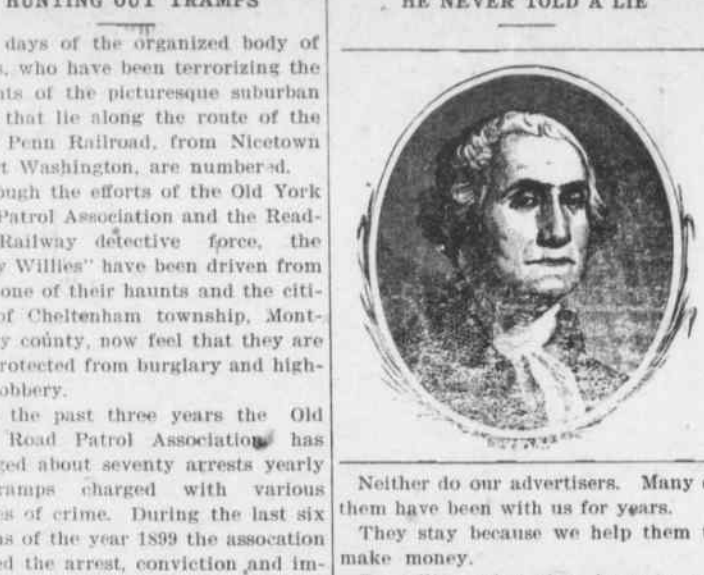 HUNTING OUT TRAMPS
days of the organized body of
, who have been terrorizing the
nts of the picturesque suburban
that lie along the route of the
Penn Railroad, from Nicetown
t Washington, are numbered.
ough the efforts of the Old York
Patrol Association and the Read-
Railway detective force, the
y Willies" have been driven from
one of their haunts and the citi-
of Cheltenham township, Mont-
y county, now feel that they are
rotected from burglary and high-
obbery.
the past three years the Old
Road Patrol Association has
ged about seventy arrests yearly
ramps charged with various
es of crime. During the last six
hs of the year 1899 the assocation
ed the arrest, conviction and im-
HE NEVER TOLD A LIE
Neither do our advertisers. Many
them have been with us for years.
They stay because we help them t
make money.